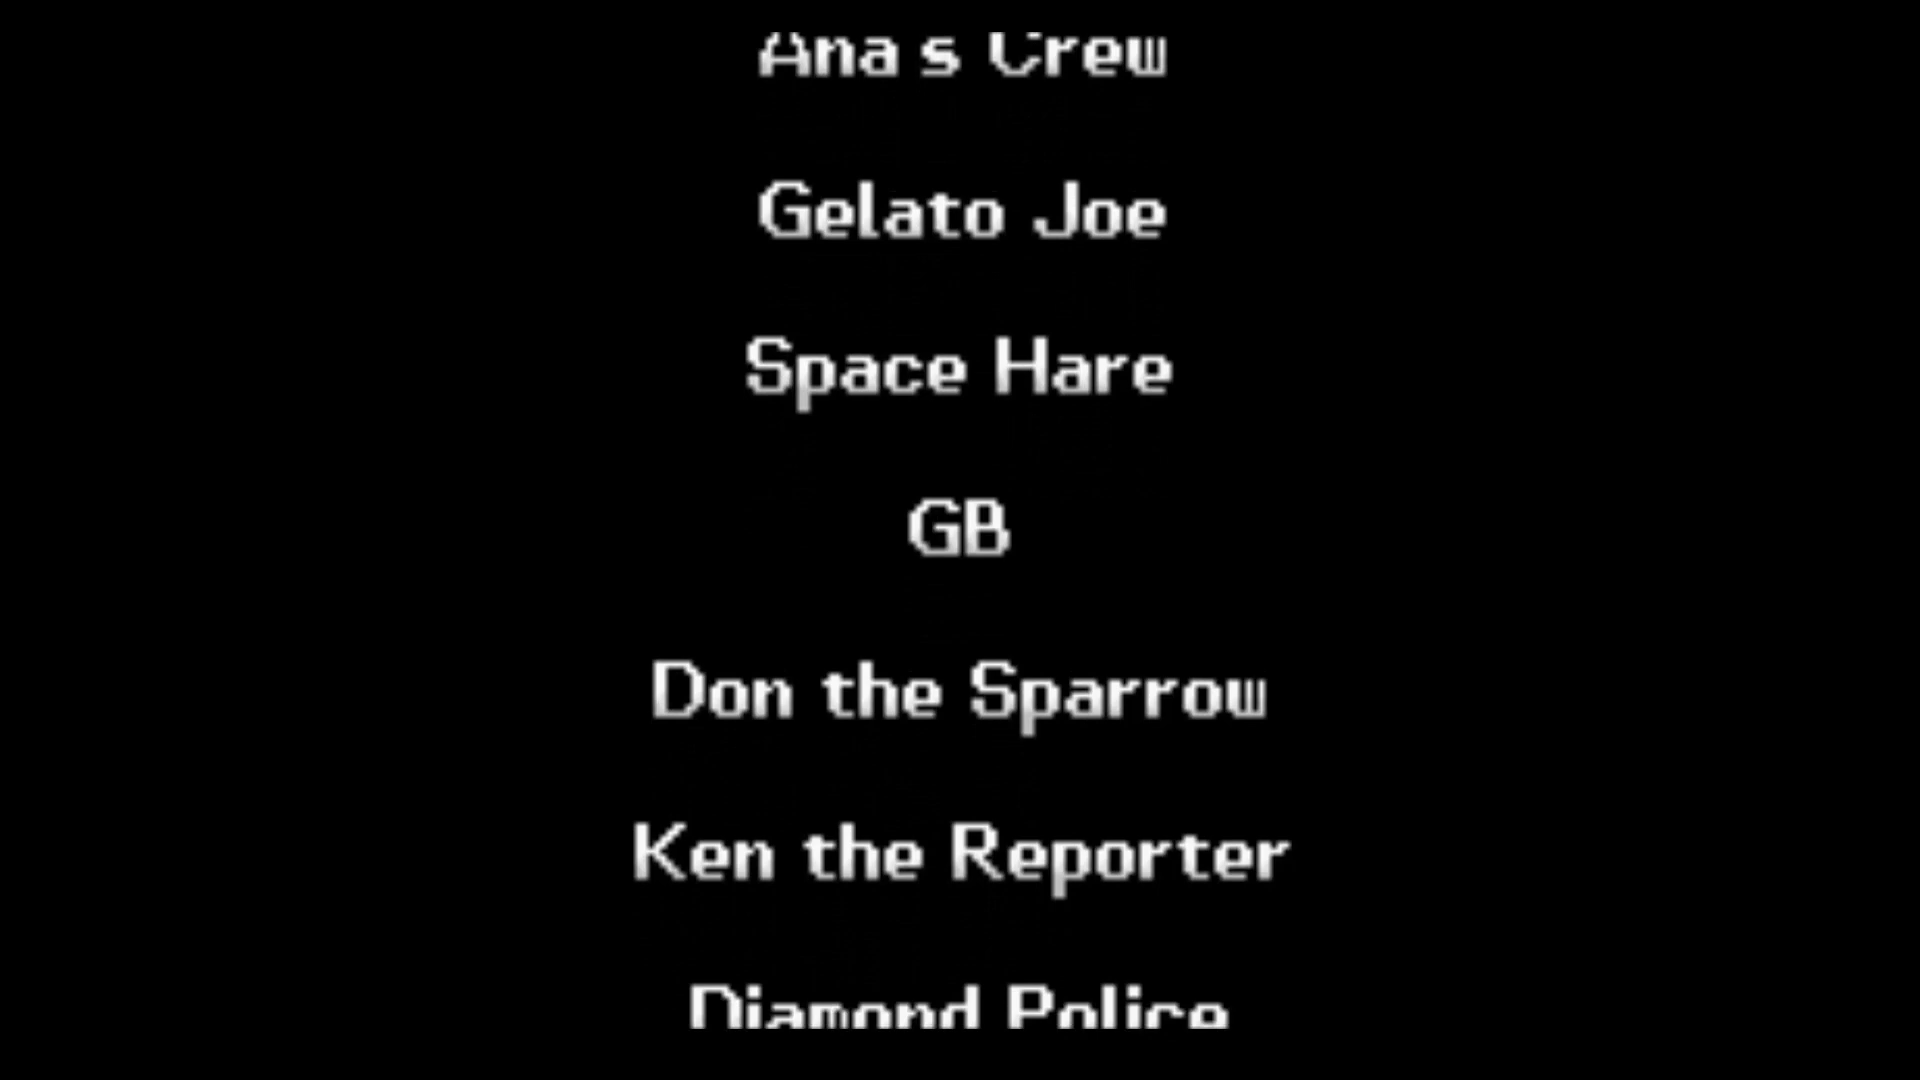 Ana's Crew
Gelato Joe
Space Hare
GB
Don the Sparrow
Ken the Reporter
Diamond Police